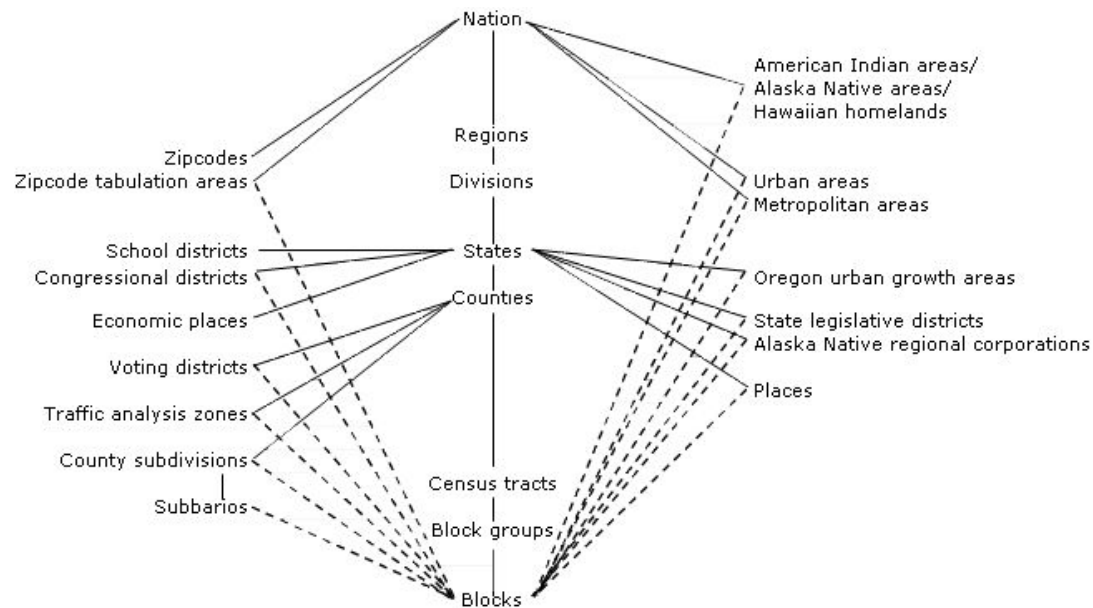 Nation
American Indian areas/
Alaska Native areas/
Hawaiian homelands
Regions
Zipcodes
Zipcode tabulation areas
Divisions
Urban areas
Metropolitan areas
School districts
States
Congressional districts
Oregon urban growth areas
Counties
Economic places
State legislative districts
Alaska Native regional corporations
Voting districts
Places
Traffic analysis zones
County subdivisions
Census tracts
Subbarios
Block groups
Blocks